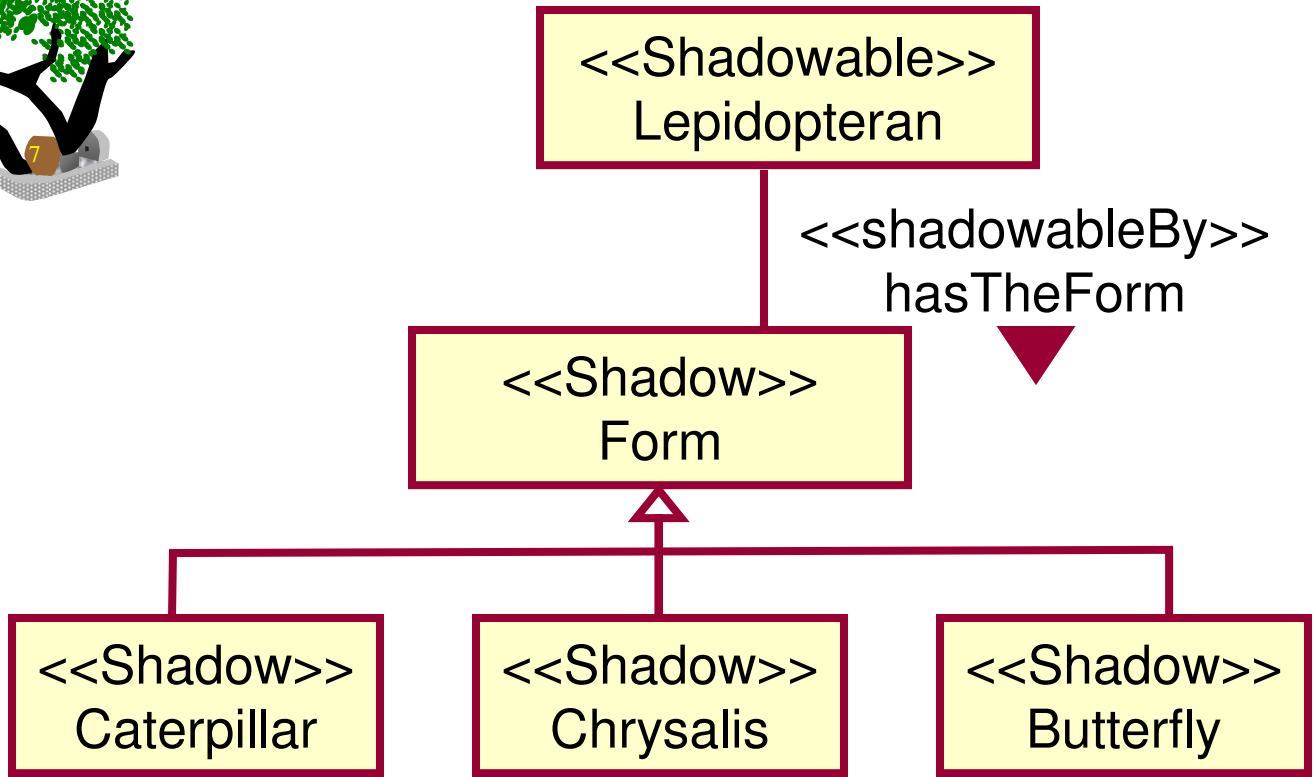 <<Shadowable>>
Lepidopteran
7
<<shadowableBy>>
hasTheForm
<<Shadow>>
Form
<<Shadow>>
Caterpillar
<<Shadow>>
Chrysalis
<<Shadow>>
Butterfly